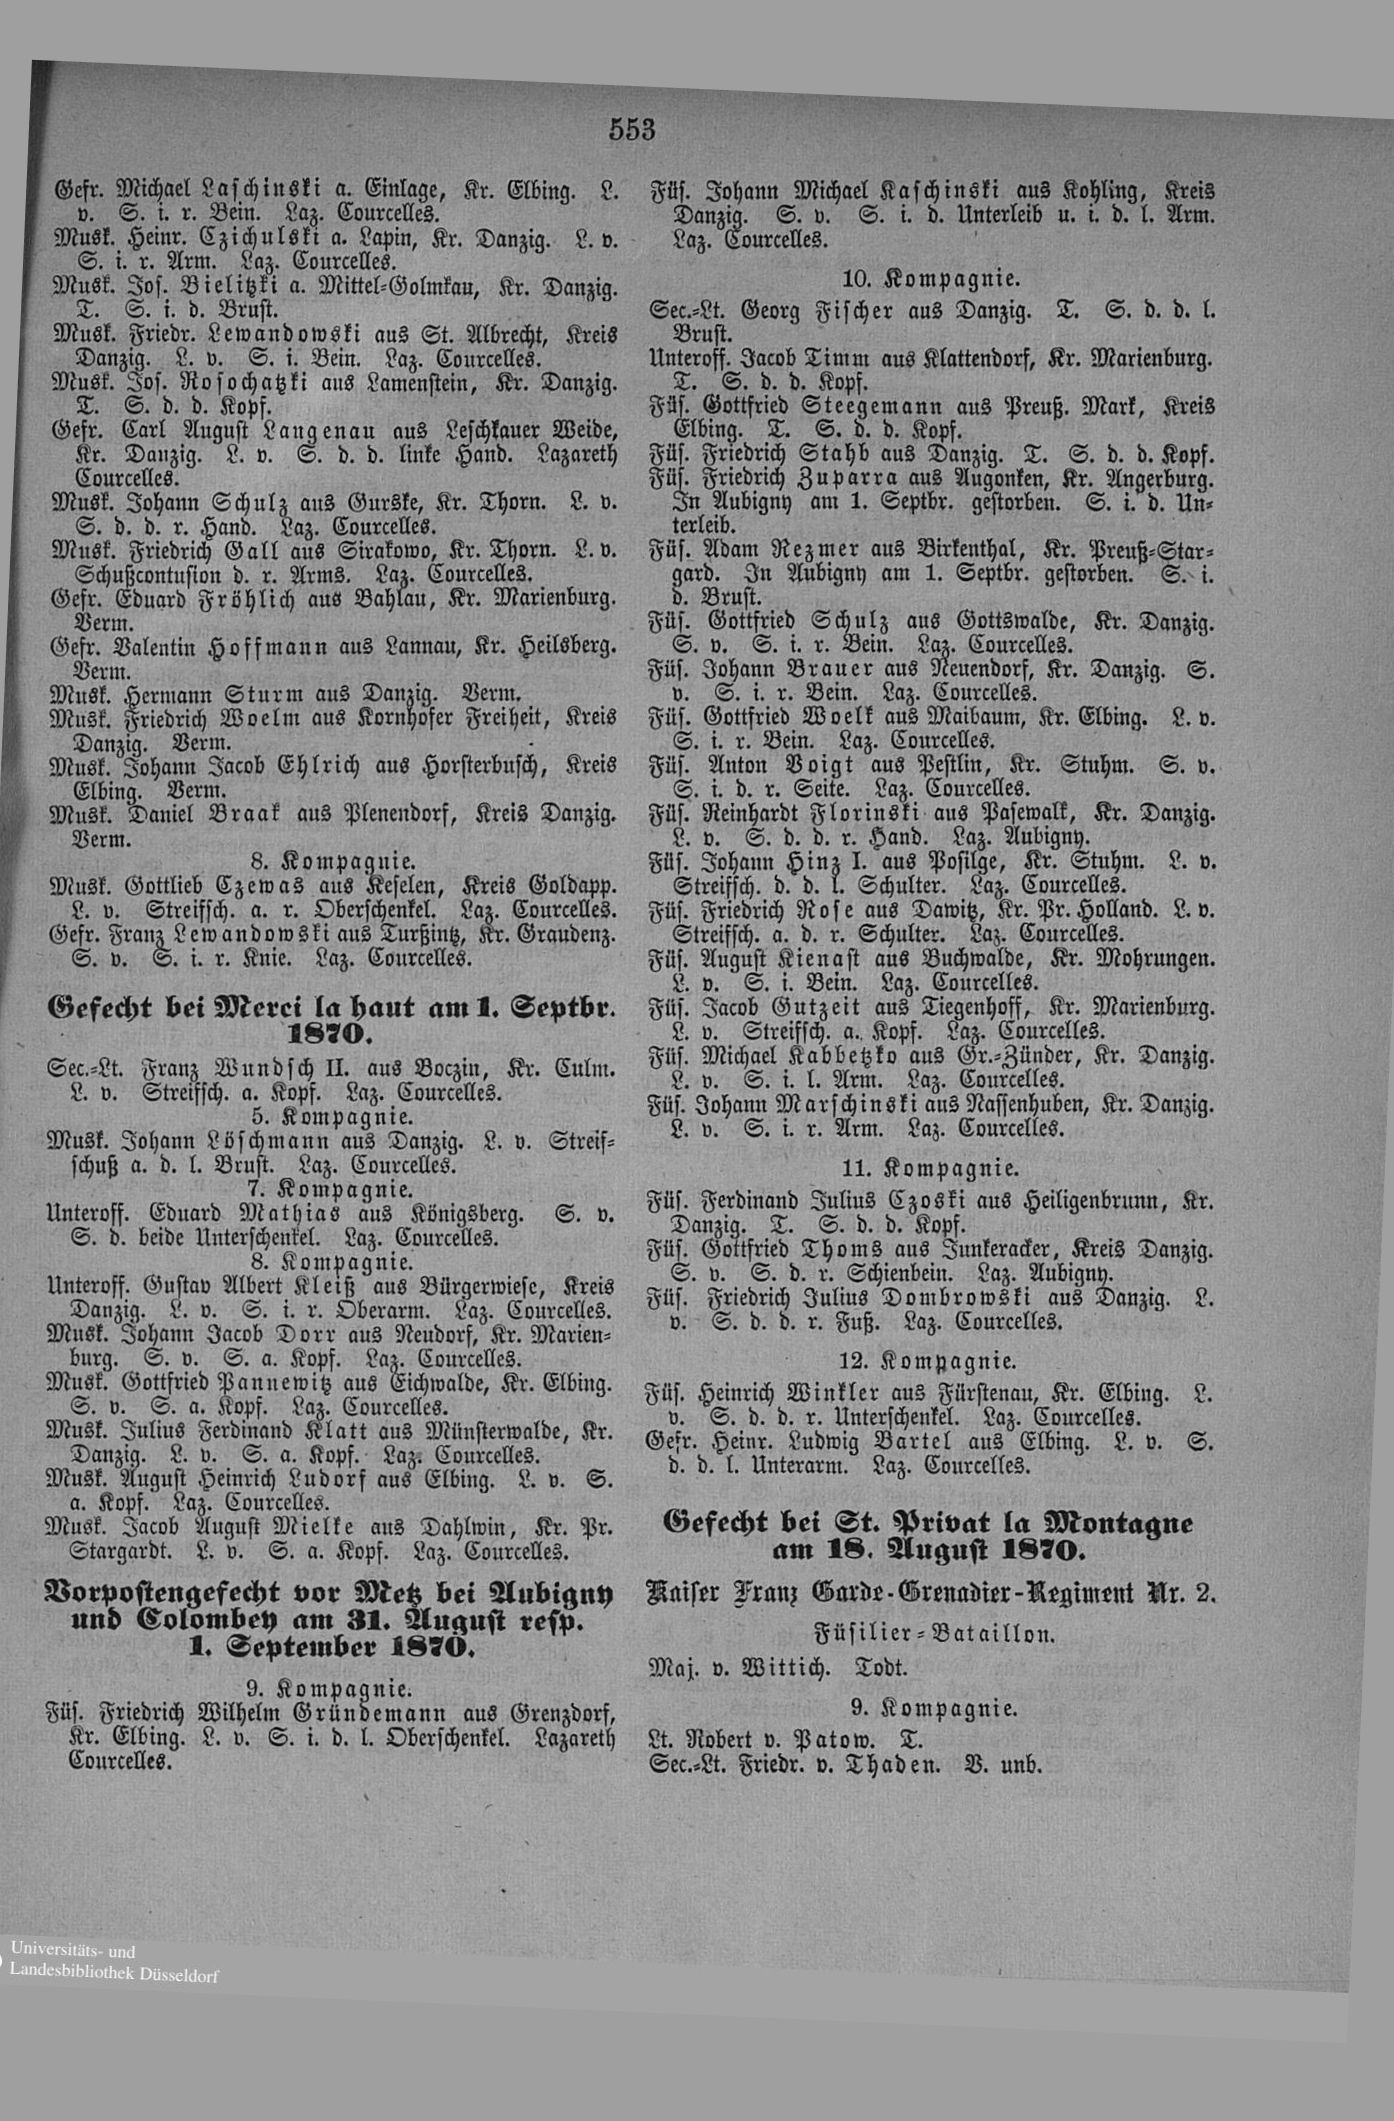 553
Gefr. Michael Laschinski a. Einlage, Kr. Elbing. L.
v. S. i. r. Bein. Laz. Courcelles.
Musk. Heinr. Czichulski a. Lapin, Kr. Danzig. L. v.
S. i. r. Arm. Laz. Courcelles.
Musk. Jos. Bielitzki a. Mittel-Golmkau, Kr. Danzig.
T. S. i. d. Brust.
Musk. Friedr. Lewandowski aus St. Albrecht, Kreis
Danzig. L. v. S. i. Bein. Laz. Courcelles.
Musk. Jos. Rosochatzki aus Lamenstein, Kr. Danzig.
T. S. d. d. Kopf.
Gefr. Carl August Langenau aus Leschkauer Weide,
Kr. Danzig. L. v. S. d. d. linke Hand. Lazareth
Courcelles.
Musk. Johann Schulz aus Gurske, Kr. Thorn. L. v.
S. d. d. r. Hand. Laz. Courcelles.
Musk. Friedrich Gall aus Sirakowo, Kr. Thorn. L. v.
Schußcontusion d. r. Arms. Laz. Courcelles.
Gefr. Eduard Fröhlich aus Bahlau, Kr. Marienburg.
Verm.
Gefr. Valentin Hoffmann aus Lannau, Kr. Heilsberg.
Verm.
Musk. Hermann Sturm aus Danzig. Verm.
Musk. Friedrich Woelm aus Kornhofer Freiheit, Kreis
Danzig. Verm.
Musk. Johann Jacob Ehlrich aus Horsterbusch, Kreis
Elbing. Verm.
Musk. Daniel Braak aus Plenendorf, Kreis Danzig.
Verm.
8. Kompagnie.
Musk. Gottlieb Czewas aus Keselen, Kreis Goldapp.
L. v. Streifsch. a. r. Oberschenkel. Laz. Courcelles.
Gefr. Franz Lewandowski aus Turßintz, Kr. Graudenz.
S. v. S. i. r. Knie. Laz. Courcelles.
Gefecht bei Merci la haut am 1. Septbr.
1870.
Sec.-Lt. Franz Wundsch II. aus Boczin, Kr. Culm.
L. v. Streifsch. a. Kopf. Laz. Courcelles.
5. Kompagnie.
Musk. Johann Löschmann aus Danzig. L. v. Streif-
schuß a. d. l. Brust. Laz. Courcelles.
7. Kompagnie.
Unteroff. Eduard Mathias aus Königsberg. S. v.
S. d. beide Unterschenkel. Laz. Courcelles.
8. Kompagnie.
Unteroff. Gustav Albert Kleiß aus Bürgerwiese, Kreis
Danzig. L. v. S. i. r. Oberarm. Laz. Courcelles.
Musk. Johann Jacob Dorr aus Neudorf, Kr. Marien-
burg. S. v. S. a. Kopf. Laz. Courcelles.
Musk. Gottfried Pannewitz aus Eichwalde, Kr. Elbing.
S. v. S. a. Kopf. Laz. Courcelles.
Musk. Julius Ferdinand Klatt aus Münsterwalde, Kr.
Danzig. L. v. S. a. Kopf. Laz. Courcelles.
Musk. August Heinrich Ludorf aus Elbing. L. v. S.
a. Kopf. Laz. Courcelles.
Musk. Jacob August Mielke aus Dahlwin, Kr. Pr.
Stargardt. L. v. S. a. Kopf. Laz. Courcelles.
Vorpostengefecht vor Metz bei Aubigny
und Colombey am 31. August resp.
1. September 1870.
9. Kompagnie.
Füs. Friedrich Wilhelm Gründemann aus Grenzdorf,
Kr. Elbing. L. v. S. i. d. l. Oberschenkel. Lazareth
Courcelles.
Füs. Johann Michael Kaschinski aus Kohling, Kreis
Danzig. S. v. S. i. d. Unterleib u. i. d. l. Arm.
Laz. Courcelles.
10. Kompagnie.
Sec.-Lt. Georg Fischer aus Danzig. T. S. d. d. l.
Brust.
Unteroff. Jacob Timm aus Klattendorf, Kr. Marienburg.
T. S. d. d. Kopf.
Füs. Gottfried Steegemann aus Preuß. Mark, Kreis
Elbing. T. S. d. d. Kopf.
Füs. Friedrich Stahb aus Danzig. T. S. d. d. Kopf.
Füs. Friedrich Zuparra aus Augonken, Kr. Angerburg.
In Aubigny am 1. Septbr. gestorben. S. i. d. Un-
terleib.
Füs. Adam Rezmer aus Birkenthal, Kr. Preuß-Star-
gard. In Aubigny am 1. Septbr. gestorben. S. i.
d. Brust.
Füs. Gottfried Schulz aus Gottswalde, Kr. Danzig.
S. v. S. i. r. Bein. Laz. Courcelles.
Füs. Johann Brauer aus Neuendorf, Kr. Danzig. S.
v. S. i. r. Bein. Laz. Courcelles.
Füs. Gottfried Woelk aus Maibaum, Kr. Elbing. L. v.
S. i. r. Bein. Laz. Courcelles.
Füs. Anton Voigt aus Pestlin, Kr. Stuhm. S. v.
S. i. d. r. Seite. Laz. Courcelles.
Füs. Reinhardt Florinski aus Pasewalk, Kr. Danzig.
L. v. S. d. d. r. Hand. Laz. Aubigny.
Füs. Johann Hinz I. aus Posilge, Kr. Stuhm. L. v.
Streifsch. d. d. l. Schulter. Laz. Courcelles.
Füs. Friedrich Rose aus Dawitz, Kr. Pr. Holland. L. v.
Streifsch. a. d. r. Schulter. Laz. Courcelles.
Füs. August Kienast aus Buchwalde, Kr. Mohrungen.
L. v. S. i. Bein. Laz. Courcelles.
Füs. Jacob Gutzeit aus Tiegenhoff, Kr. Marienburg.
L. v. Streifsch. a. Kopf. Laz. Courcelles.
Füs. Michael Kabbetzko aus Gr.-Zünder, Kr. Danzig.
L. v. S. i. l. Arm. Laz. Courcelles.
Füs. Johann Marschinski aus Nassenhuben, Kr. Danzig.
L. v. S. i. r. Arm. Laz. Courcelles.
11. Kompagnie.
Füs. Ferdinand Julius Czoski aus Heiligenbrunn, Kr.
Danzig. T. S. d. d. Kopf.
Füs. Gottfried Thoms aus Junkeracker, Kreis Danzig.
S. v. S. d. r. Schienbein. Laz. Aubigny.
Füs. Friedrich Julius Dombrowski aus Danzig. L.
v. S. d. d. r. Fuß. Laz. Courcelles.
12. Kompagnie.
Füs. Heinrich Winkler aus Fürstenau, Kr. Elbing. L.
v. S. d. d. r. Unterschenkel. Laz. Courcelles.
Gefr. Heinr. Ludwig Bartel aus Elbing. L. v. S.
d. d. l. Unterarm. Laz. Courcelles.
Gefecht bei St. Privat la Montagne
am 18. August 1870.
Kaiser Franz Garde-Grenadier-Regiment Nr. 2.
Füsilier-Bataillon.
Maj. v. Wittich. Todt.
9. Kompagnie.
Lt. Robert v. Patow. T.
Sec.-Lt. Friedr. v. Thaden. V. unb.
Universitäts- und
Landesbibliothek Düsseldorf